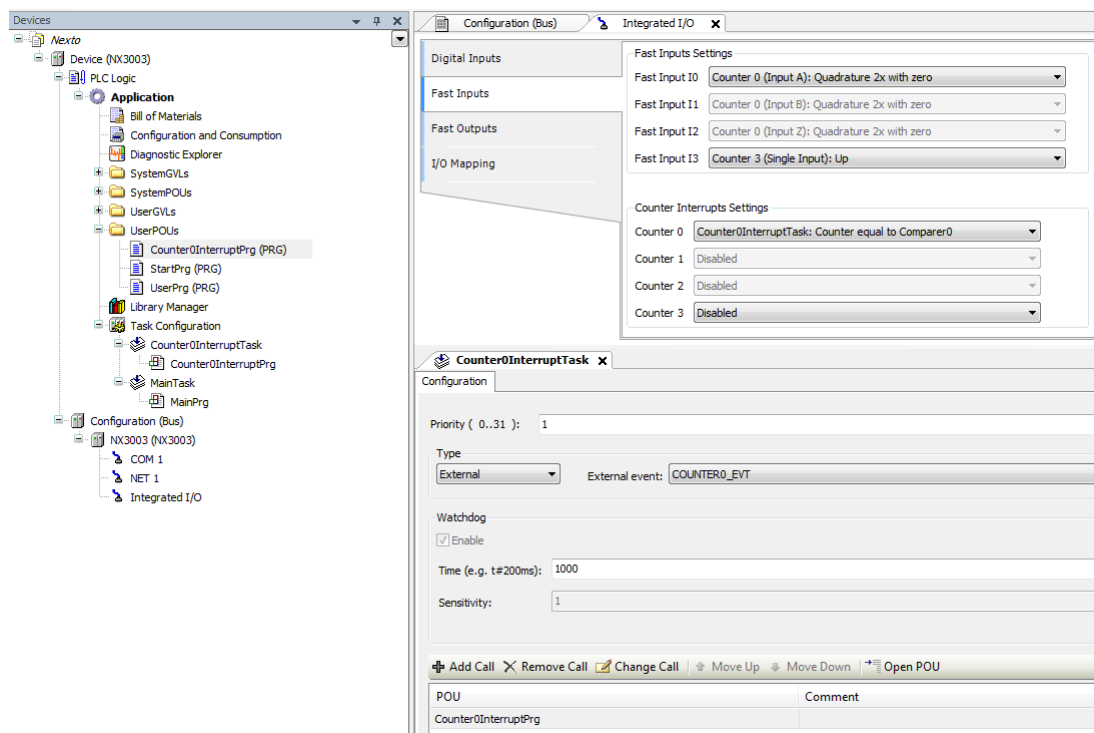 Devices
Nexto
Device (NX3003)
PLC Logic
Application
Bill of Materials
Configuration and Consumption
Diagnostic Explorer
SystemGVLs
SystemPOUs
UserGVLs
UserPOUs
Counter0InterruptPrg (PRG)
StartPrg (PRG)
UserPrg (PRG)
Library Manager
Task Configuration
Counter0InterruptTask
Counter0InterruptPrg
MainTask
MainPrg
Configuration (Bus)
NX3003 (NX3003)
COM 1
NET 1
Integrated I/O
Configuration (Bus) Integrated I/O
Digital Inputs
Fast Inputs
Fast Outputs
I/O Mapping
Fast Inputs Settings
Fast Input I0 Counter 0 (Input A): Quadrature 2x with zero
Fast Input I1 Counter 0 (Input B): Quadrature 2x with zero
Fast Input I2 Counter 0 (Input Z): Quadrature 2x with zero
Fast Input I3 Counter 3 (Single Input): Up
Counter Interrupts Settings
Counter 0 Counter0InterruptTask: Counter equal to Comparer0
Counter 1 Disabled
Counter 2 Disabled
Counter 3 Disabled
Counter0InterruptTask
Configuration
Priority ( 0..31 ): 1
Type
External External event: COUNTER0_EVT
Watchdog
Enable
Time (e.g. t#200ms): 1000
Sensitivity: 1
Add Call Remove Call Change Call Move Up Move Down Open POU
POU Comment
Counter0InterruptPrg